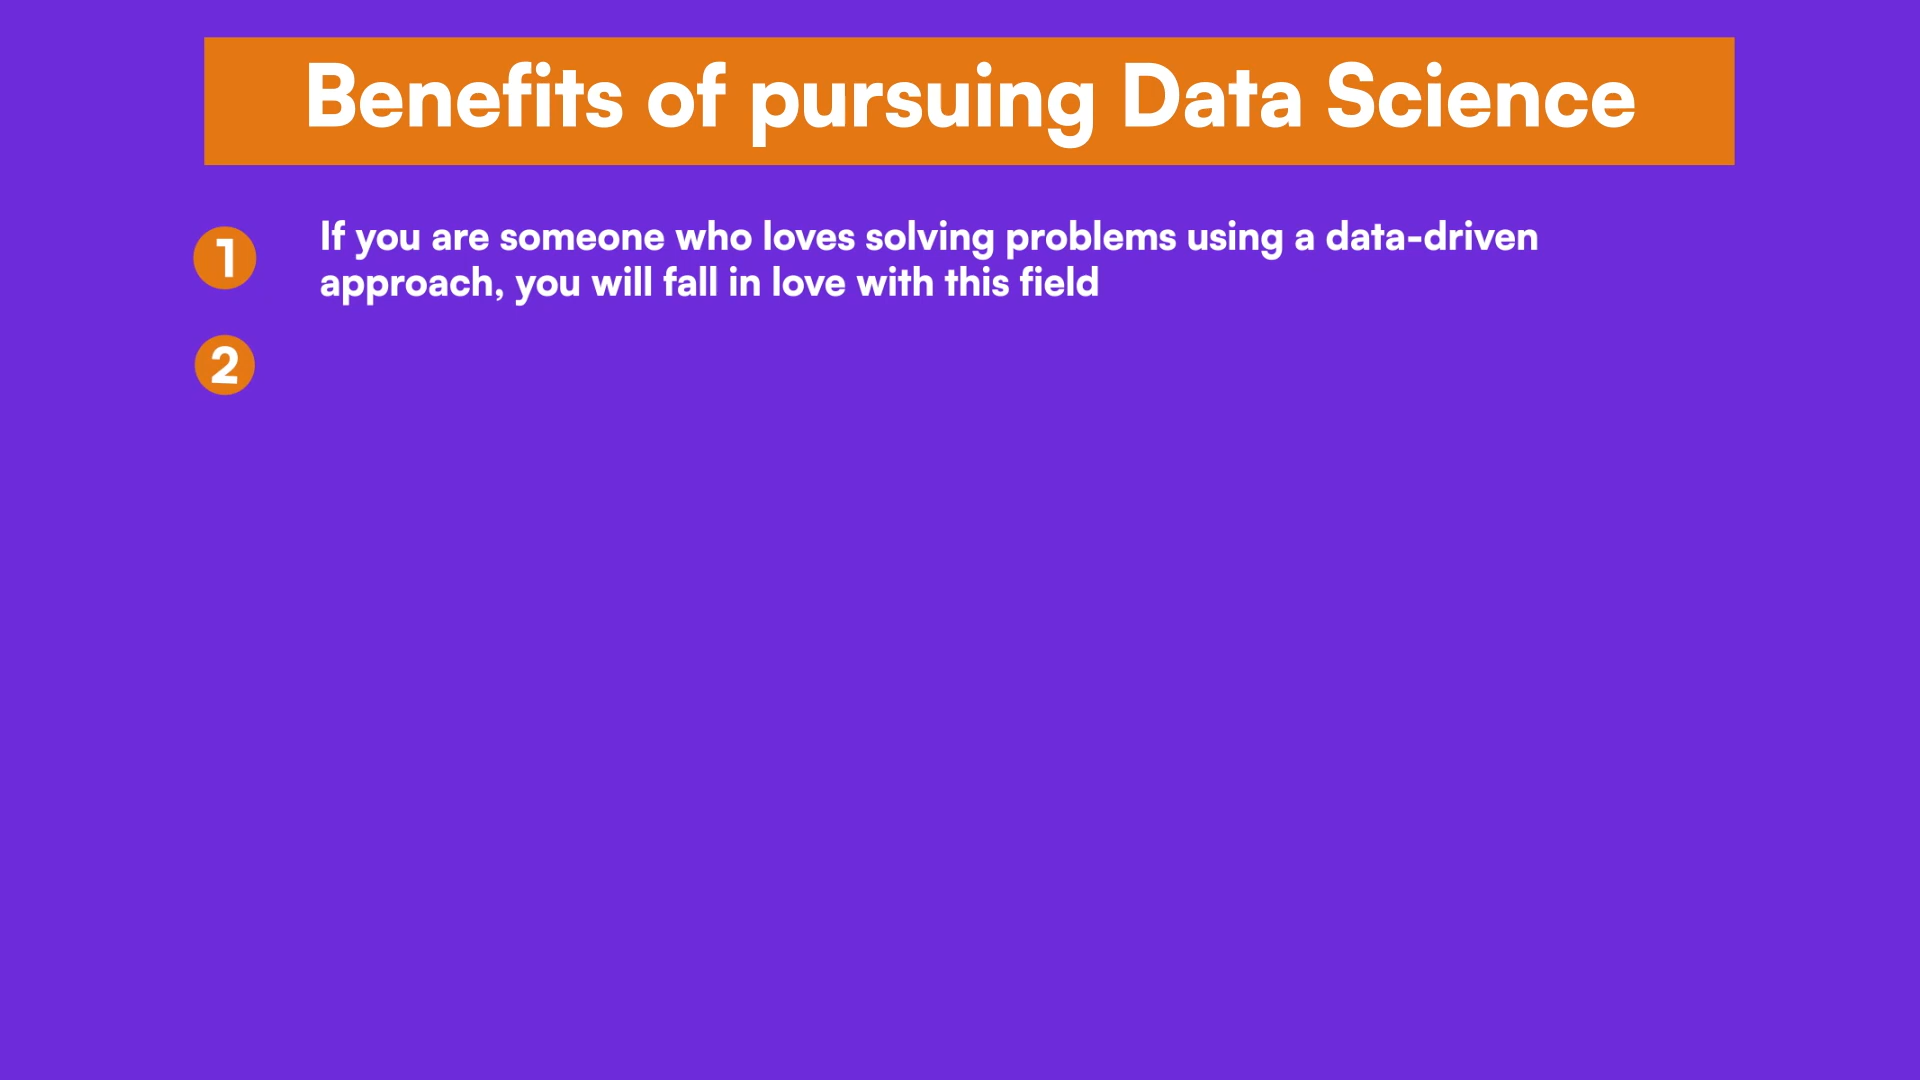 Benefits of pursuing Data Science
1 If you are someone who loves solving problems using a data-driven
approach, you will fall in love with this field
2